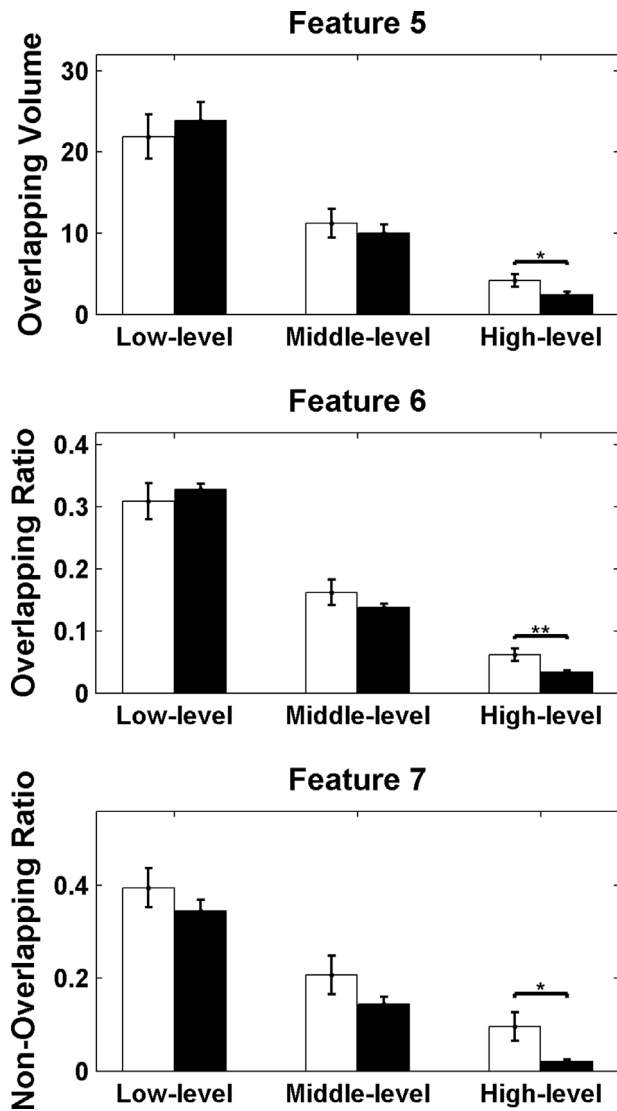 Feature 5
Overlapping Volume
30
20
10
0
*
Low-level Middle-level High-level
Feature 6
Overlapping Ratio
0.4
0.3
0.2
0.1
0
**
Low-level Middle-level High-level
Feature 7
Non-Overlapping Ratio
0.4
0.2
0
*
Low-level Middle-level High-level